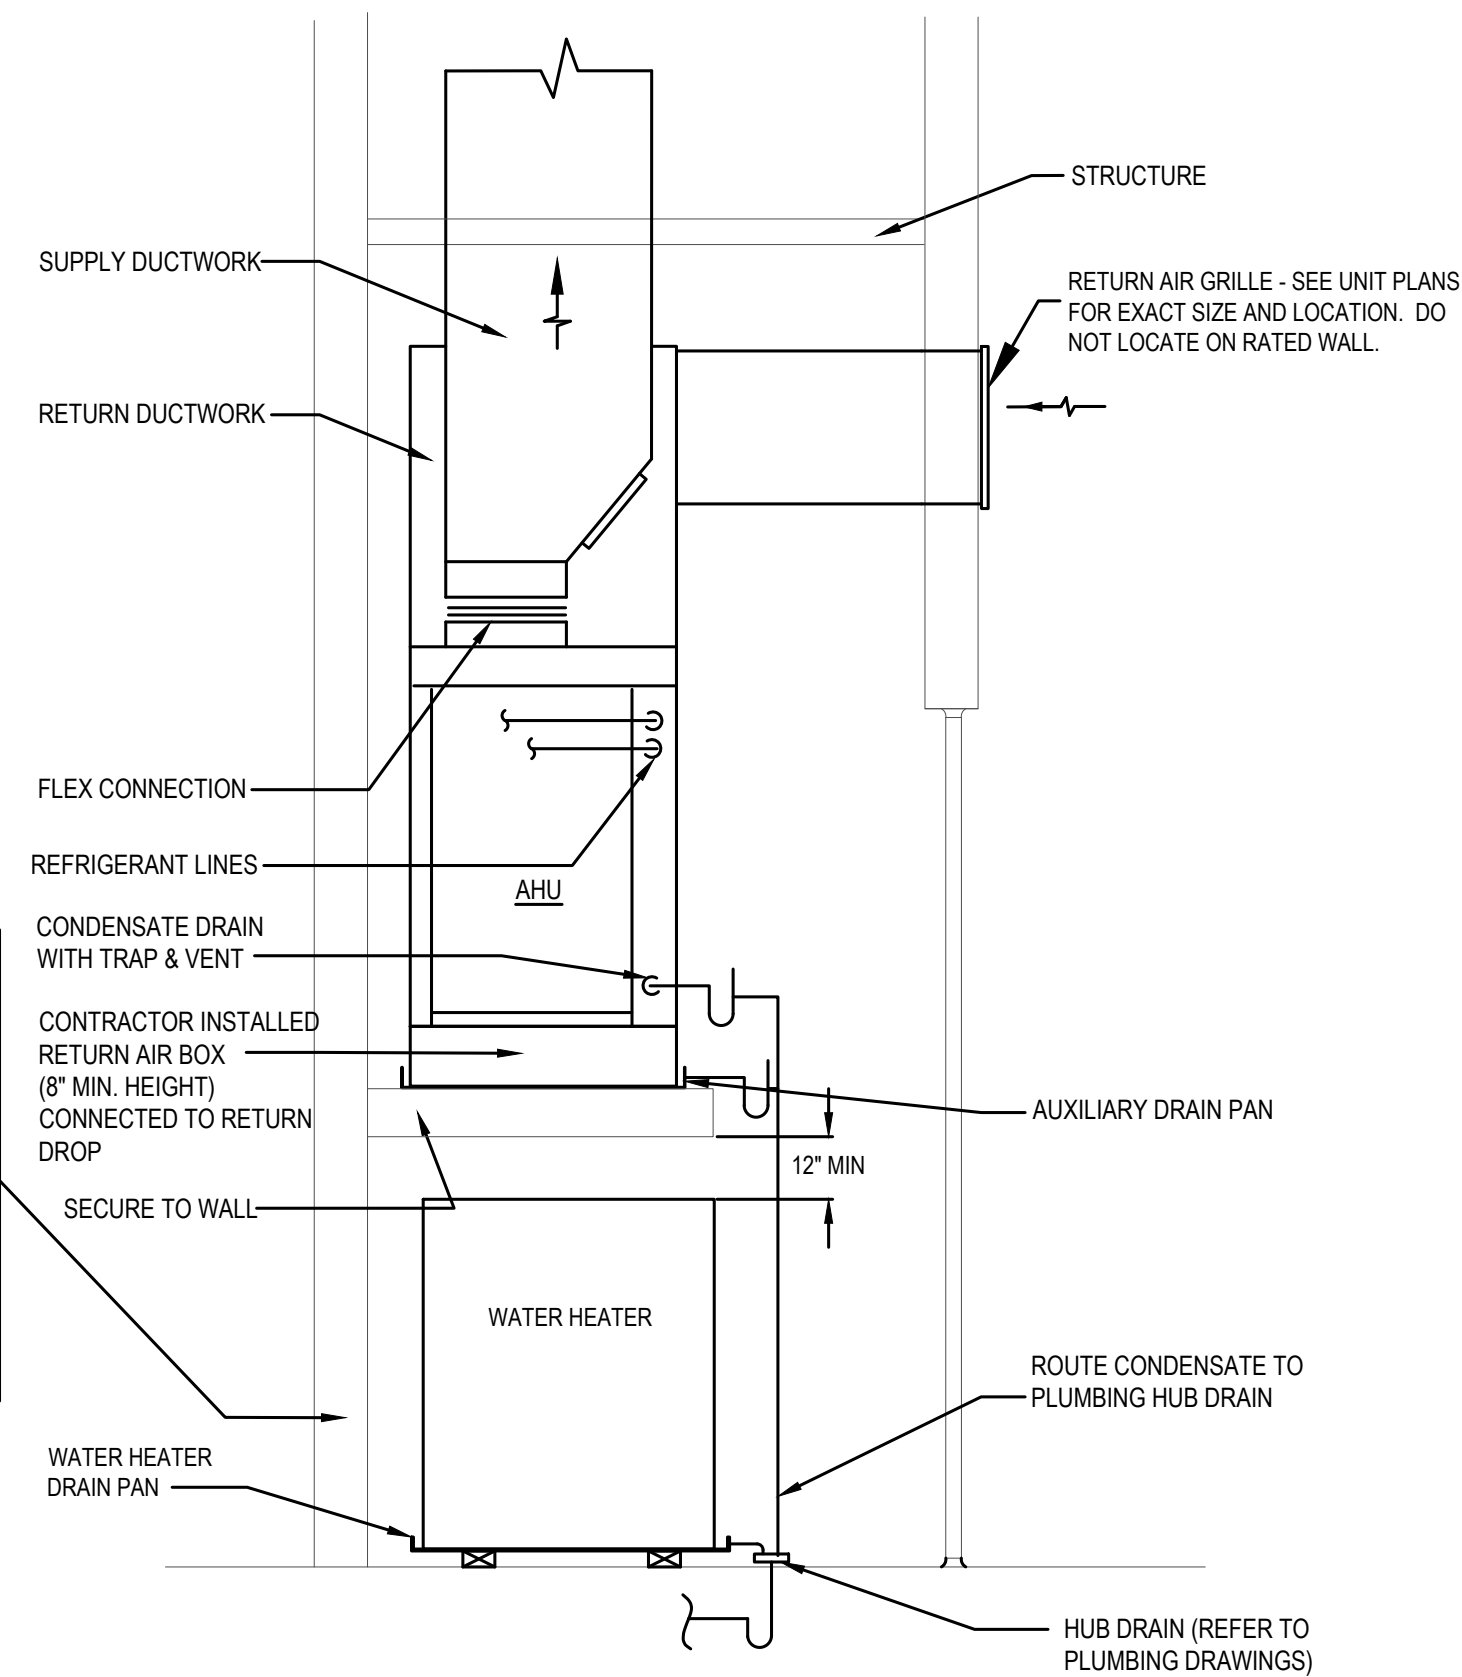 STRUCTURE
SUPPLY DUCTWORK
RETURN AIR GRILLE - SEE UNIT PLANS
FOR EXACT SIZE AND LOCATION.  DO
NOT LOCATE ON RATED WALL.
RETURN DUCTWORK
FLEX CONNECTION
REFRIGERANT LINES
AHU
CONDENSATE DRAIN
WITH TRAP & VENT
CONTRACTOR INSTALLED
RETURN AIR BOX
(8" MIN. HEIGHT)
CONNECTED TO RETURN
DROP
AUXILIARY DRAIN PAN
12" MIN
SECURE TO WALL
WATER HEATER
ROUTE CONDENSATE TO
PLUMBING HUB DRAIN
WATER HEATER
DRAIN PAN
HUB DRAIN (REFER TO
PLUMBING DRAWINGS)